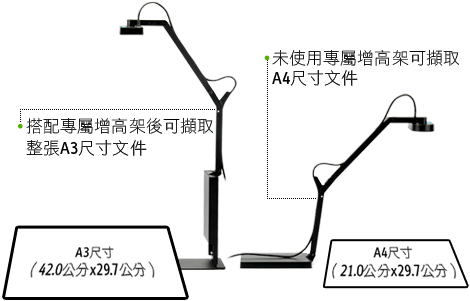 未使用專屬增高架可擷取
A4尺寸文件
搭配專屬增高架後可擷取
整張A3尺寸文件
A3尺寸
（42.0公分x29.7公分）
A4尺寸
（21.0公分x29.7公分）